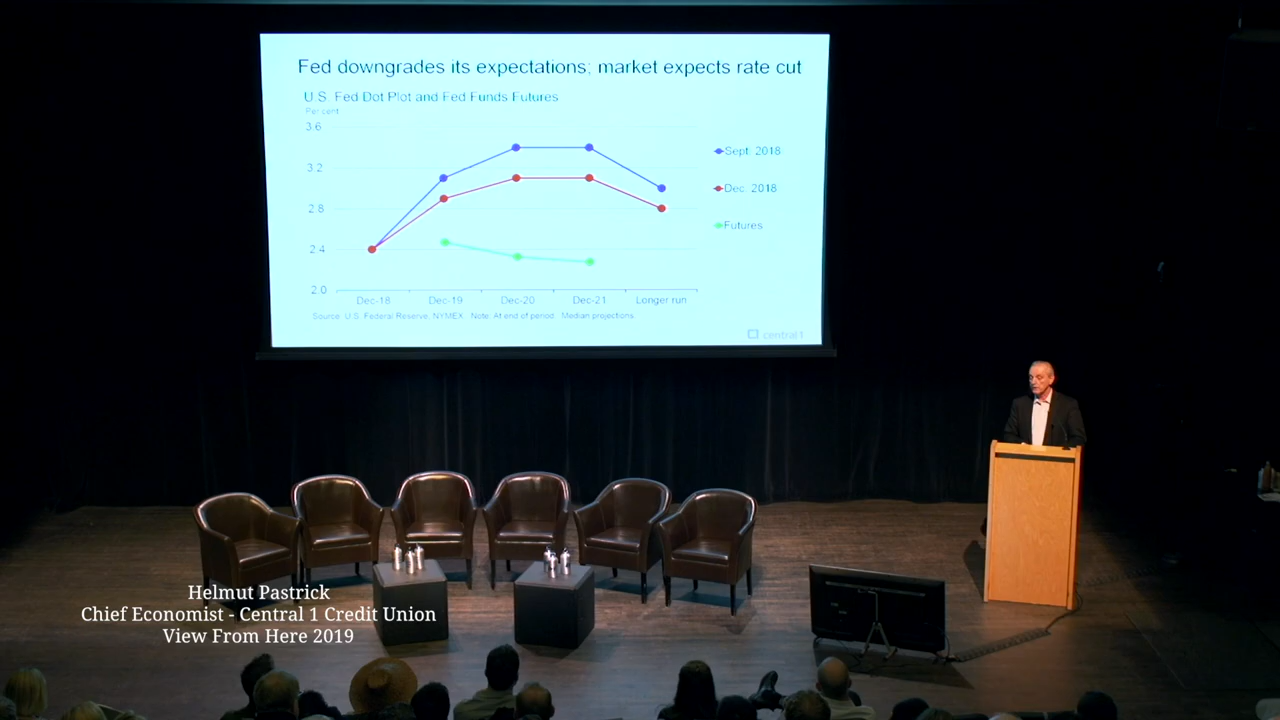 Fed downgrades its expectations; market expects rate cut
U.S. Fed Dot Plot and Fed Funds Futures
Per cent
3.6
3.2
2.8
2.4
2.0
Sept. 2018
Dec. 2018
Futures
Dec-18 Dec-19 Dec-20 Dec-21 Longer run
Source: U.S. Federal Reserve, NYMEX. Note: At end of period. Median projections.
central1
Helmut Pastrick
Chief Economist - Central 1 Credit Union
View From Here 2019